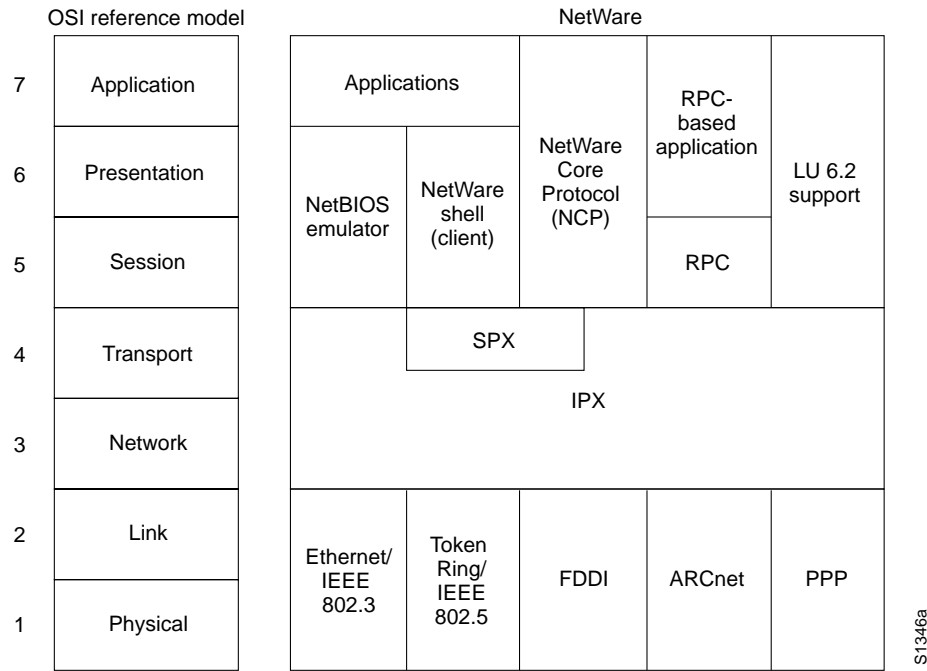 OSI reference model
NetWare
7
Application
6
Presentation
5
Session
4
Transport
3
Network
2
Link
1
Physical
Applications
NetBIOS
emulator
NetWare
shell
(client)
NetWare
Core
Protocol
(NCP)
RPC-
based
application
RPC
LU 6.2
support
SPX
IPX
Ethernet/
IEEE
802.3
Token
Ring/
IEEE
802.5
FDDI
ARCnet
PPP
S1346a